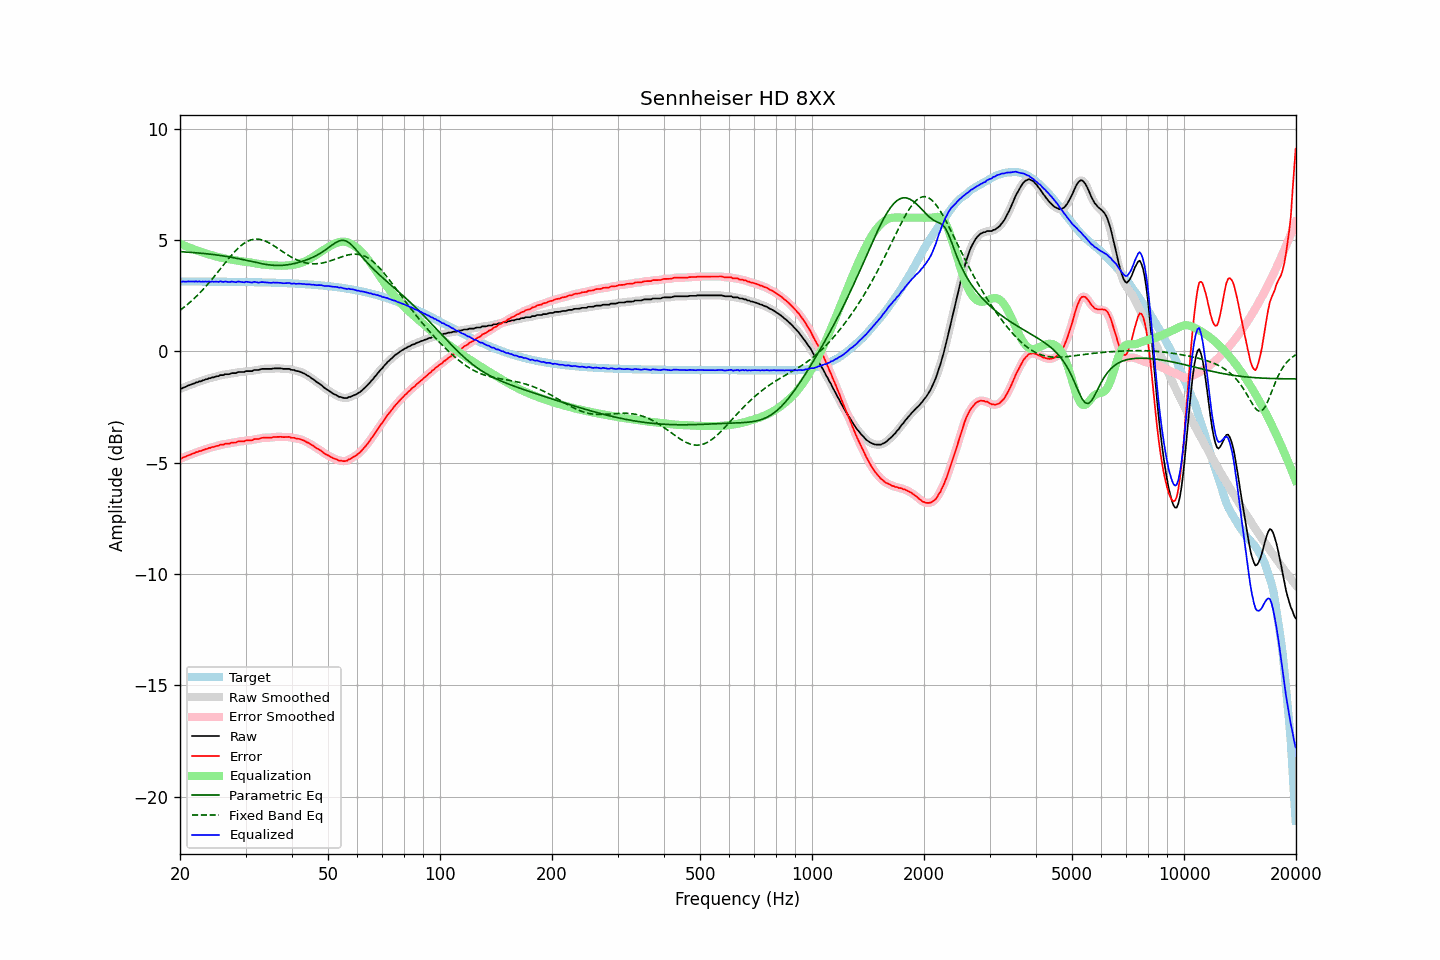 Sennheiser HD 8XX
10
5
0
−5
−10
−15
−20
Amplitude (dBr)
Target
Raw Smoothed
Error Smoothed
Raw
Error
Equalization
Parametric Eq
Fixed Band Eq
Equalized
20 50 100 200 500 1000 2000 5000 10000 20000
Frequency (Hz)